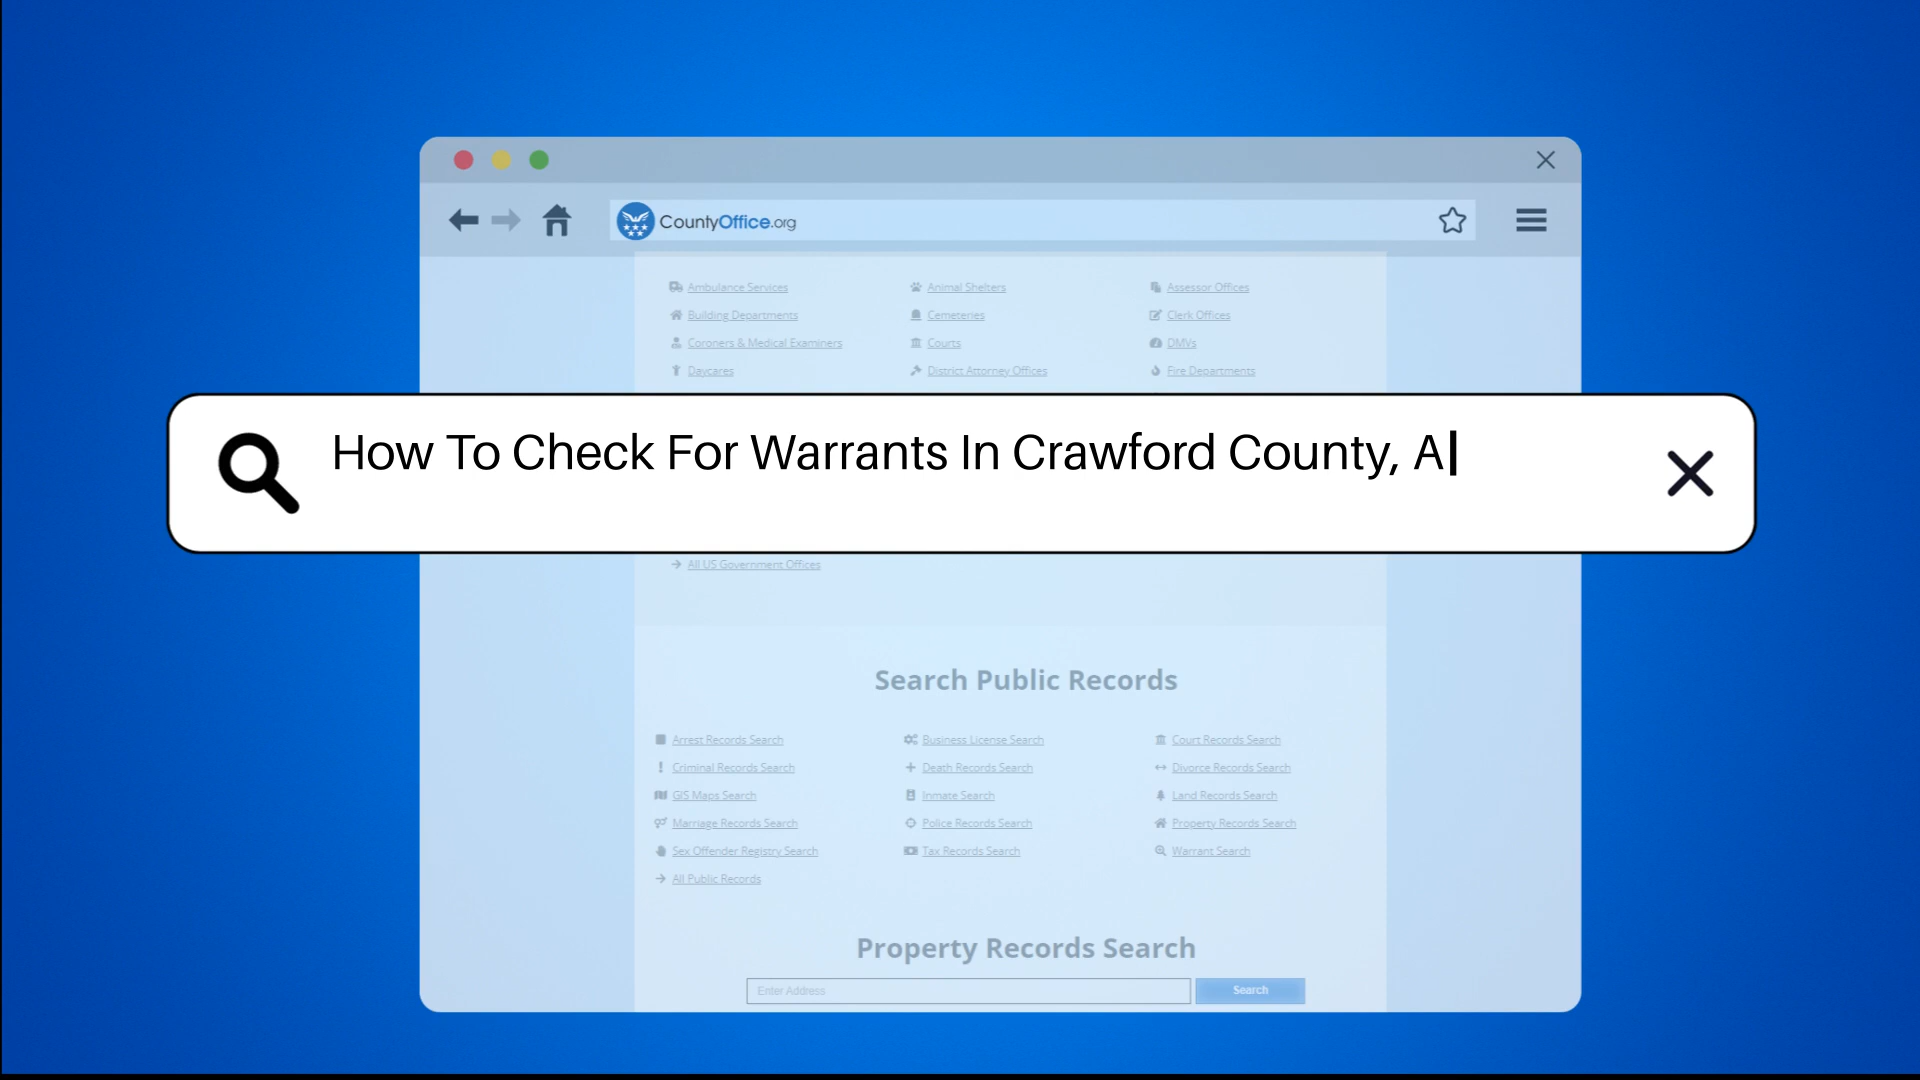 CountyOffice.org
Ambulance Services
Animal Shelters
Assessor Offices
Building Departments
Cemeteries
Clerk Offices
Coroners & Medical Examiners
Courts
DMVs
Daycares
District Attorney Offices
Fire Departments
How To Check For Warrants In Crawford County, A
All US Government Offices
Search Public Records
Arrest Records Search
Business License Search
Court Records Search
Criminal Records Search
Death Records Search
Divorce Records Search
GIS Maps Search
Inmate Search
Land Records Search
Marriage Records Search
Police Records Search
Property Records Search
Sex Offender Registry Search
Tax Records Search
Warrant Search
All Public Records
Property Records Search
Enter Address
Search